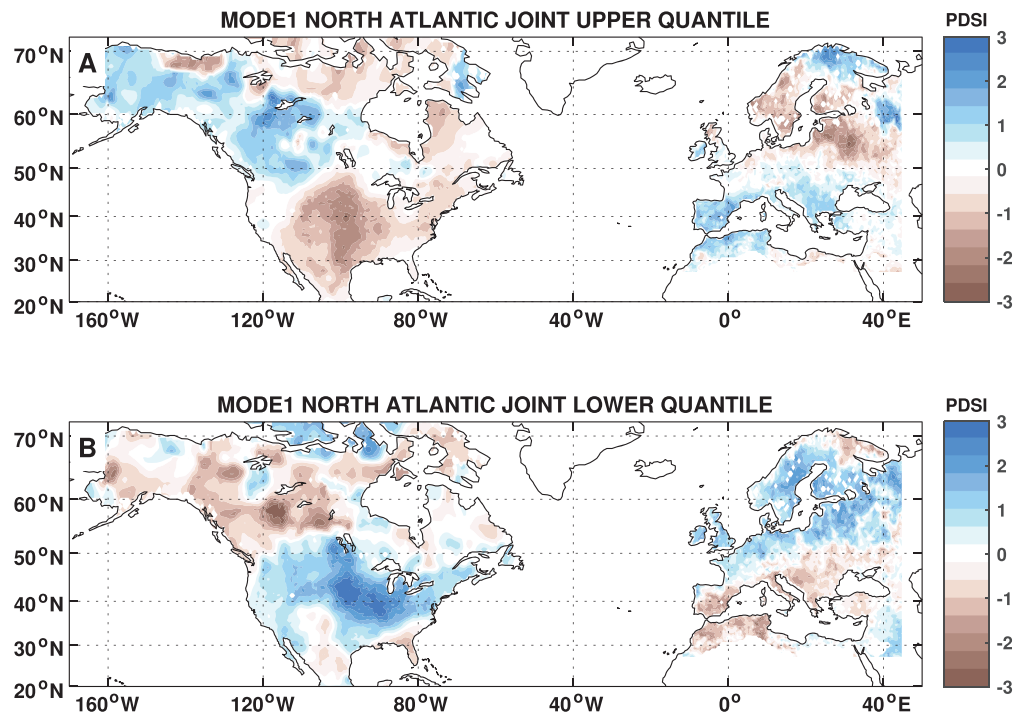 MODE1 NORTH ATLANTIC JOINT UPPER QUANTILE
PDSI
A
70°N
60°N
50°N
40°N
30°N
20°N
160°W
120°W
80°W
40°W
0°
40°E
3
2
1
0
-1
-2
-3
MODE1 NORTH ATLANTIC JOINT LOWER QUANTILE
PDSI
B
70°N
60°N
50°N
40°N
30°N
20°N
160°W
120°W
80°W
40°W
0°
40°E
3
2
1
0
-1
-2
-3